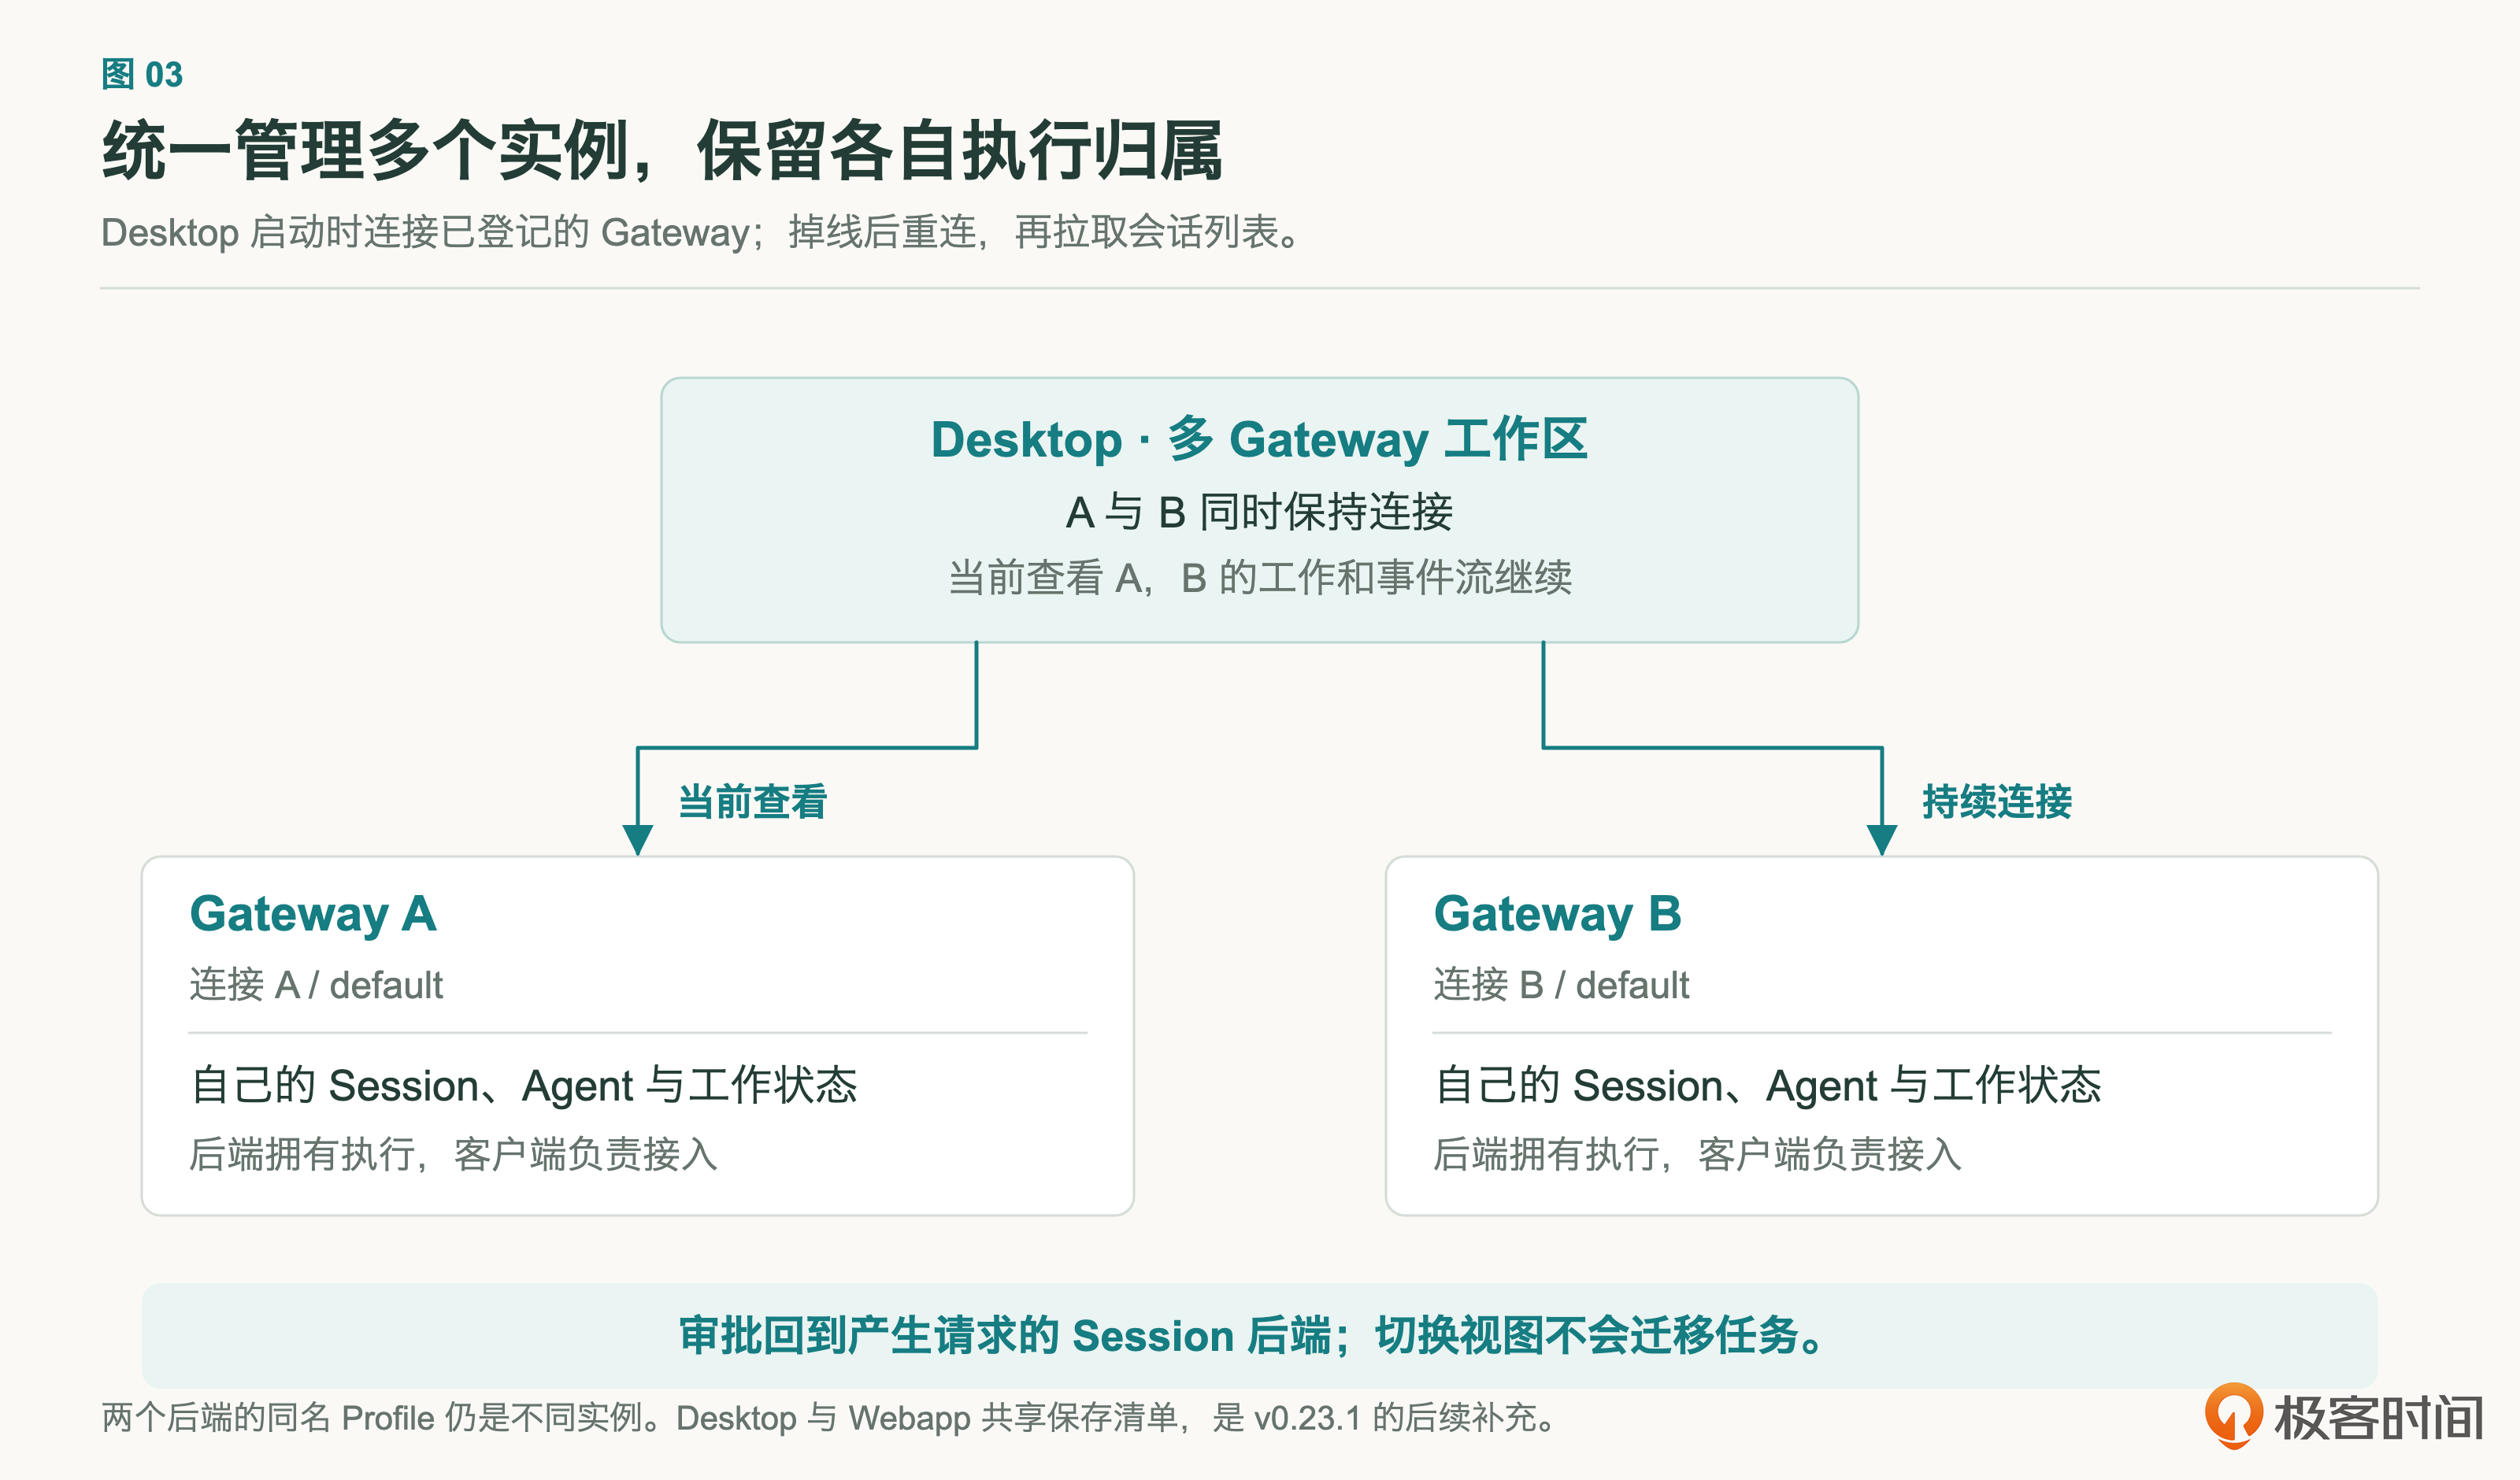 图 03
统一管理多个实例，保留各自执行归属
Desktop 启动时连接已登记的 Gateway；掉线后重连，再拉取会话列表。
Desktop · 多 Gateway 工作区
A 与 B 同时保持连接
当前查看 A，B 的工作和事件流继续
当前查看
持续连接
Gateway A
连接 A / default
自己的 Session、Agent 与工作状态
后端拥有执行，客户端负责接入
Gateway B
连接 B / default
自己的 Session、Agent 与工作状态
后端拥有执行，客户端负责接入
审批回到产生请求的 Session 后端；切换视图不会迁移任务。
两个后端的同名 Profile 仍是不同实例。Desktop 与 Webapp 共享保存清单，是 v0.23.1 的后续补充。
极客时间